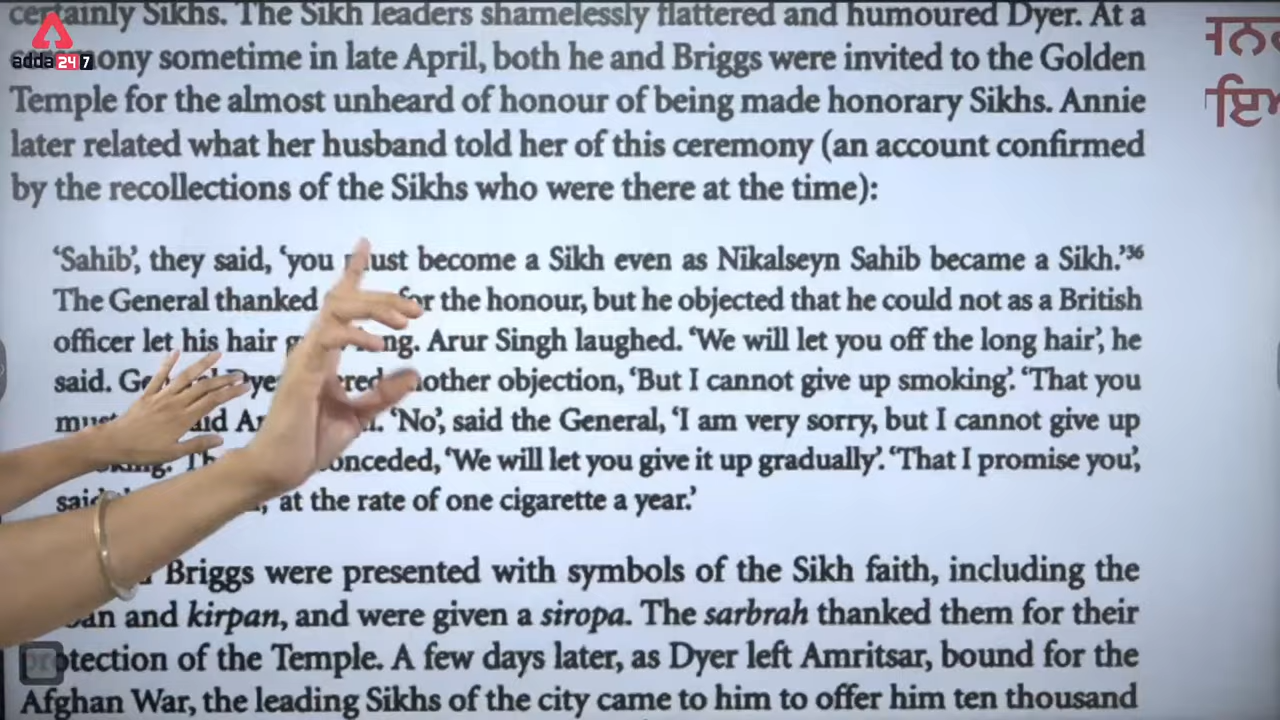 adda247
certainly Sikhs. The Sikh leaders shamelessly flattered and humoured Dyer. At a
ceremony sometime in late April, both he and Briggs were invited to the Golden
Temple for the almost unheard of honour of being made honorary Sikhs. Annie
later related what her husband told her of this ceremony (an account confirmed
by the recollections of the Sikhs who were there at the time):
‘Sahib’, they said, ‘you must become a Sikh even as Nikalseyn Sahib became a Sikh.’³⁶
The General thanked for the honour, but he objected that he could not as a British
officer let his hair Arur Singh laughed. ‘We will let you off the long hair’, he
said. objection, ‘But I cannot give up smoking’. ‘That you
‘No’, said the General, ‘I am very sorry, but I cannot give up
conceded, ‘We will let you give it up gradually’. ‘That I promise you’,
at the rate of one cigarette a year.’
Briggs were presented with symbols of the Sikh faith, including the
and kirpan, and were given a siropa. The sarbrah thanked them for their
protection of the Temple. A few days later, as Dyer left Amritsar, bound for the
Afghan War, the leading Sikhs of the city came to him to offer him ten thousand